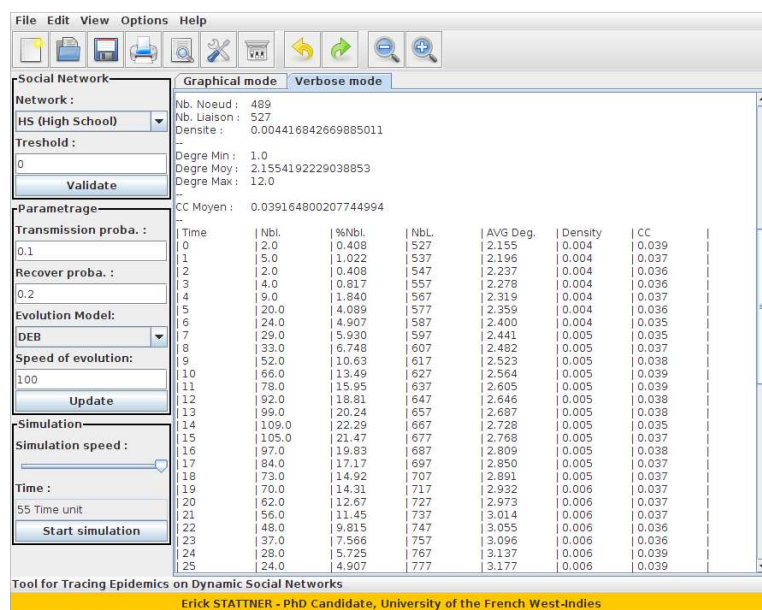 File Edit View Options Help
Social Network
Network :
HS (High School)
Treshold :
0
Validate
Parametrage
Transmission proba. :
0.1
Recover proba. :
0.2
Evolution Model:
DEB
Speed of evolution:
100
Update
Simulation
Simulation speed :
Time :
55 Time unit
Start simulation
Graphical mode Verbose mode
Nb. Noeud : 489
Nb. Liaison : 527
Densite : 0.004416842669885011
--
Degre Min : 1.0
Degre Moy : 2.1554192229038853
Degre Max : 12.0
--
CC Moyen : 0.039164800207744994
--
| Time | NbI. | %NbI. | NbL. | AVG Deg. | Density | CC |
| 0 | 2.0 | 0.408 | 527 | 2.155 | 0.004 | 0.039 |
| 1 | 5.0 | 1.022 | 537 | 2.196 | 0.004 | 0.037 |
| 2 | 2.0 | 0.408 | 547 | 2.237 | 0.004 | 0.036 |
| 3 | 4.0 | 0.817 | 557 | 2.278 | 0.004 | 0.036 |
| 4 | 9.0 | 1.840 | 567 | 2.319 | 0.004 | 0.037 |
| 5 | 20.0 | 4.089 | 577 | 2.359 | 0.004 | 0.036 |
| 6 | 24.0 | 4.907 | 587 | 2.400 | 0.004 | 0.035 |
| 7 | 29.0 | 5.930 | 597 | 2.441 | 0.005 | 0.035 |
| 8 | 33.0 | 6.748 | 607 | 2.482 | 0.005 | 0.037 |
| 9 | 52.0 | 10.63 | 617 | 2.523 | 0.005 | 0.038 |
| 10 | 66.0 | 13.49 | 627 | 2.564 | 0.005 | 0.039 |
| 11 | 78.0 | 15.95 | 637 | 2.605 | 0.005 | 0.039 |
| 12 | 92.0 | 18.81 | 647 | 2.646 | 0.005 | 0.038 |
| 13 | 99.0 | 20.24 | 657 | 2.687 | 0.005 | 0.038 |
| 14 | 109.0 | 22.29 | 667 | 2.728 | 0.005 | 0.035 |
| 15 | 105.0 | 21.47 | 677 | 2.768 | 0.005 | 0.037 |
| 16 | 97.0 | 19.83 | 687 | 2.809 | 0.005 | 0.038 |
| 17 | 84.0 | 17.17 | 697 | 2.850 | 0.005 | 0.037 |
| 18 | 73.0 | 14.92 | 707 | 2.891 | 0.005 | 0.037 |
| 19 | 70.0 | 14.31 | 717 | 2.932 | 0.006 | 0.037 |
| 20 | 62.0 | 12.67 | 727 | 2.973 | 0.006 | 0.037 |
| 21 | 56.0 | 11.45 | 737 | 3.014 | 0.006 | 0.037 |
| 22 | 48.0 | 9.815 | 747 | 3.055 | 0.006 | 0.036 |
| 23 | 37.0 | 7.566 | 757 | 3.096 | 0.006 | 0.036 |
| 24 | 28.0 | 5.725 | 767 | 3.137 | 0.006 | 0.039 |
| 25 | 24.0 | 4.907 | 777 | 3.177 | 0.006 | 0.039 |
Tool for Tracing Epidemics on Dynamic Social Networks
Erick STATTNER - PhD Candidate, University of the French West-Indies